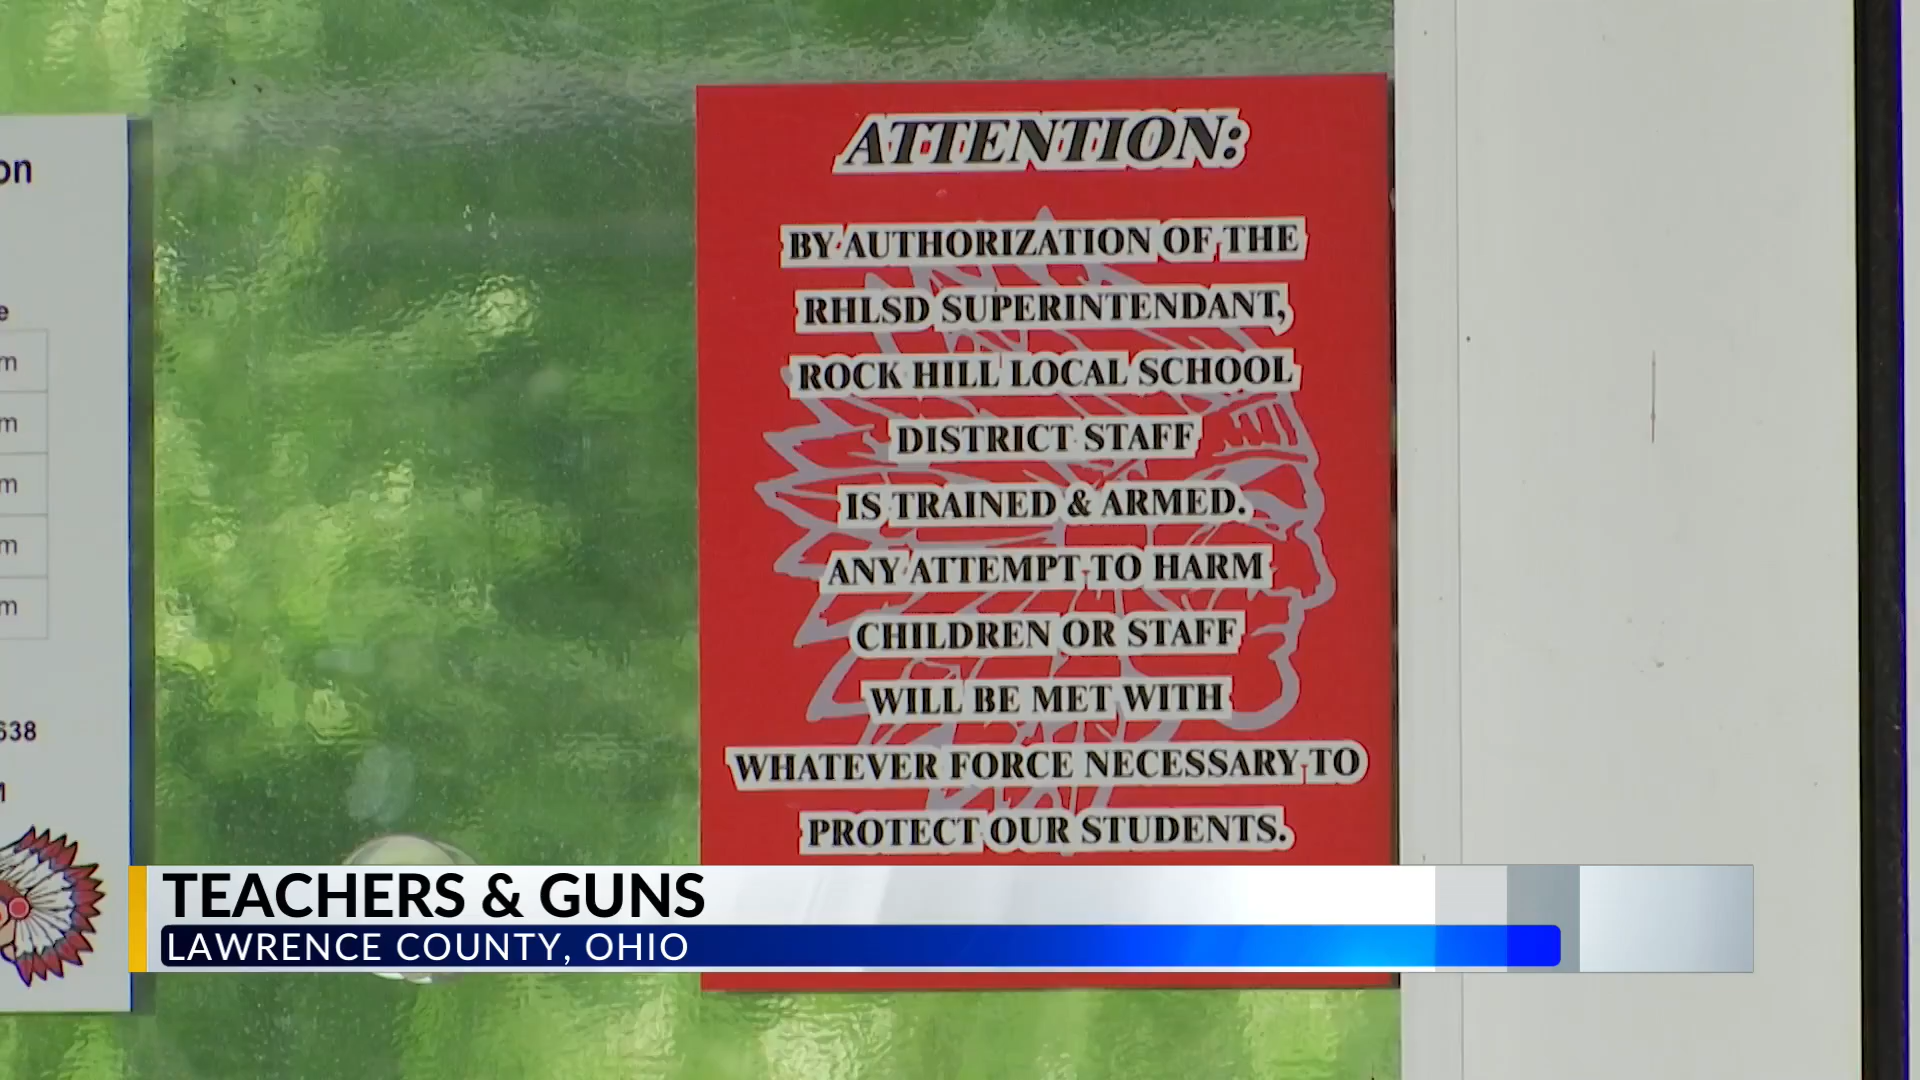 on
e
m
m
m
m
m
638
ATTENTION:
BY AUTHORIZATION OF THE
RHLSD SUPERINTENDANT,
ROCK HILL LOCAL SCHOOL
DISTRICT STAFF
IS TRAINED & ARMED.
ANY ATTEMPT TO HARM
CHILDREN OR STAFF
WILL BE MET WITH
WHATEVER FORCE NECESSARY TO
PROTECT OUR STUDENTS.
TEACHERS & GUNS
LAWRENCE COUNTY, OHIO